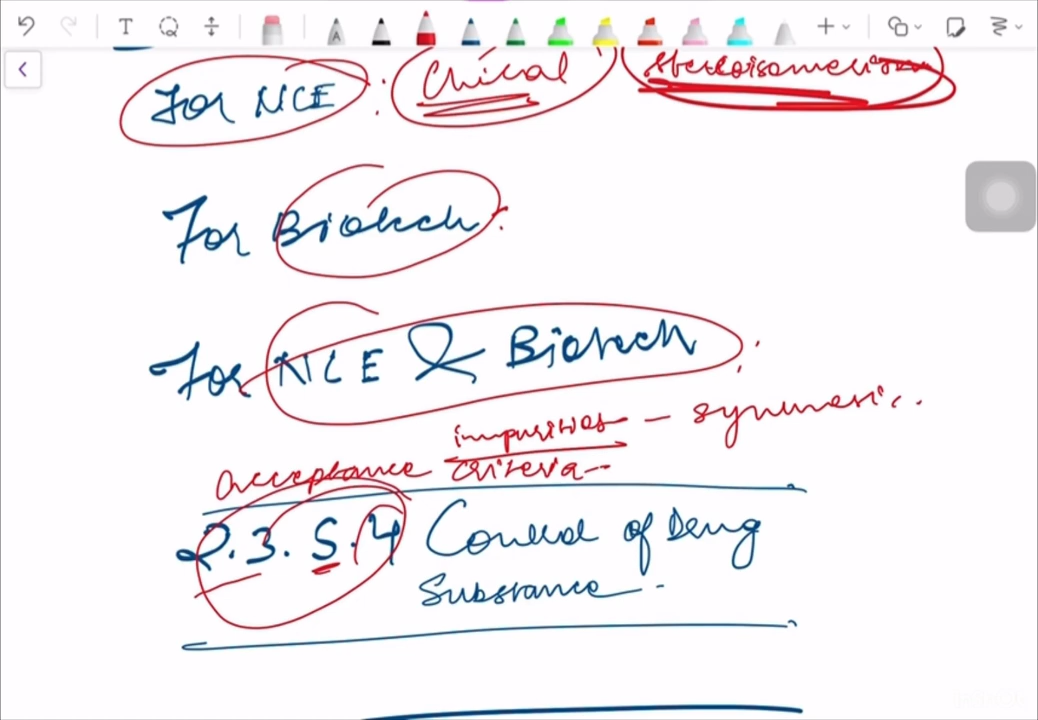 For NCE : Chiral Stereoisomerism
For Biotech :
For NCE & Biotech :
impurities - synthesis.
acceptance criteria--
2.3.S.4 Control of Drug
Substance -